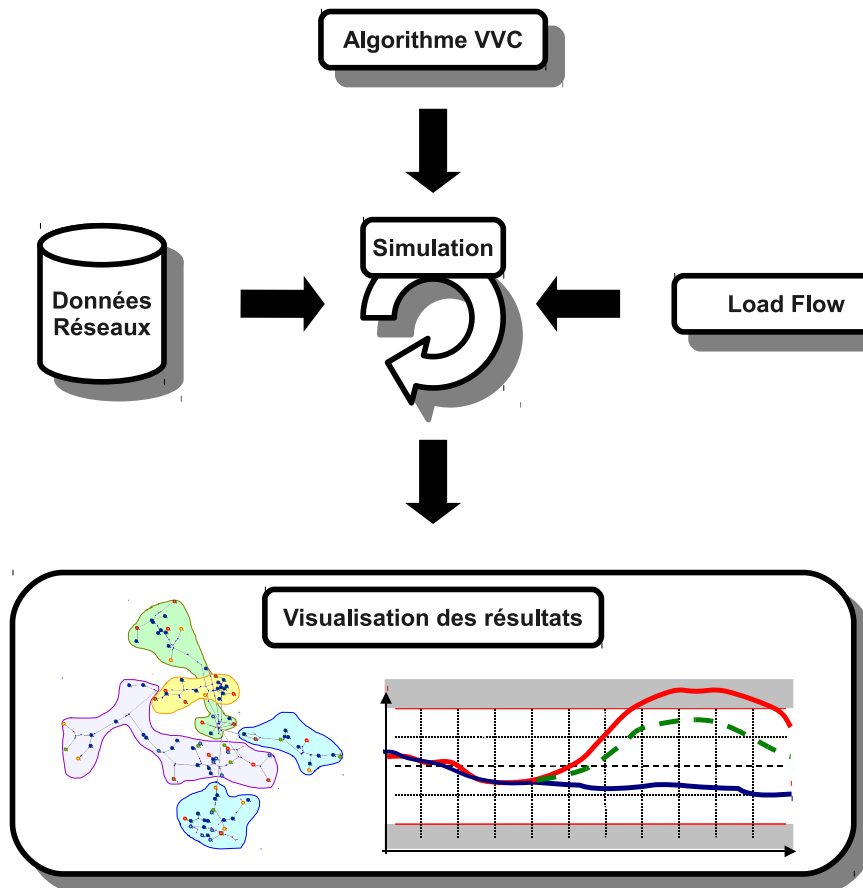 Algorithme VVC
Simulation
Données
Réseaux
Load Flow
Visualisation des résultats